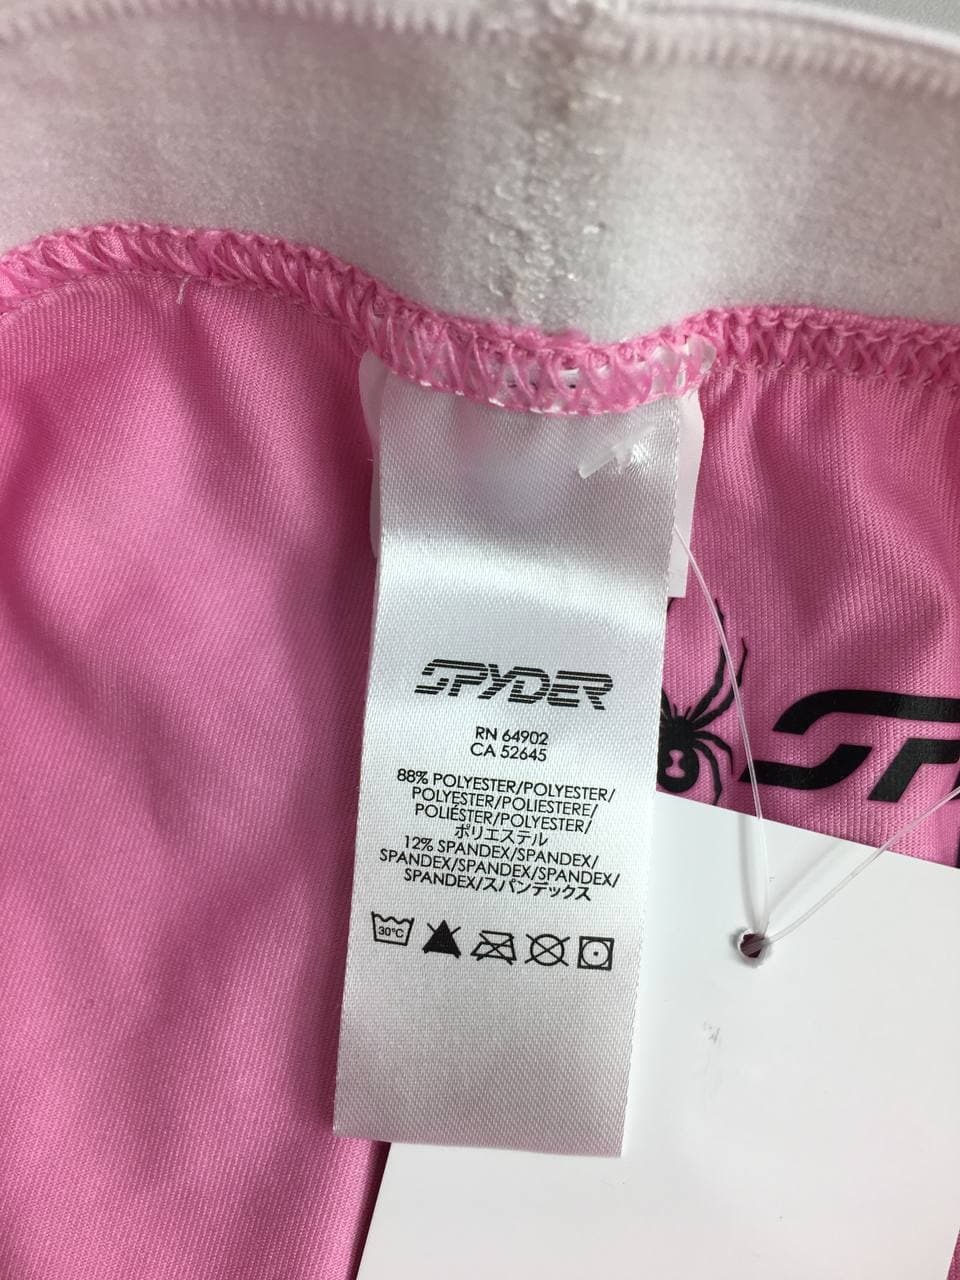 SPYDER
RN 64902
CA 52645
88% POLYESTER/POLYESTER/
POLYESTER/POLIESTERE/
POLIÉSTER/POLYESTER/
ポリエステル
12% SPANDEX/SPANDEX/
SPANDEX/SPANDEX/SPANDEX/
SPANDEX/スパンデックス
30°C
SP